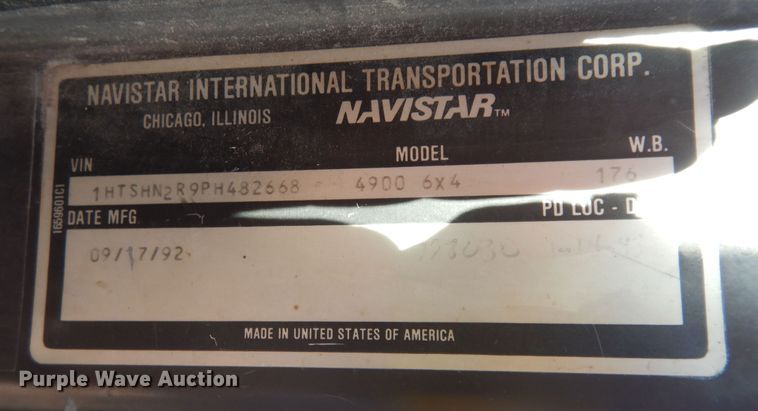 NAVISTAR INTERNATIONAL TRANSPORTATION CORP.
CHICAGO, ILLINOIS NAVISTAR™
VIN MODEL W.B.
1HTSHN2R9PH482668 4900 6x4 176
DATE MFG PD LOC - D
09/17/92
1659601C1
MADE IN UNITED STATES OF AMERICA
Purple Wave Auction